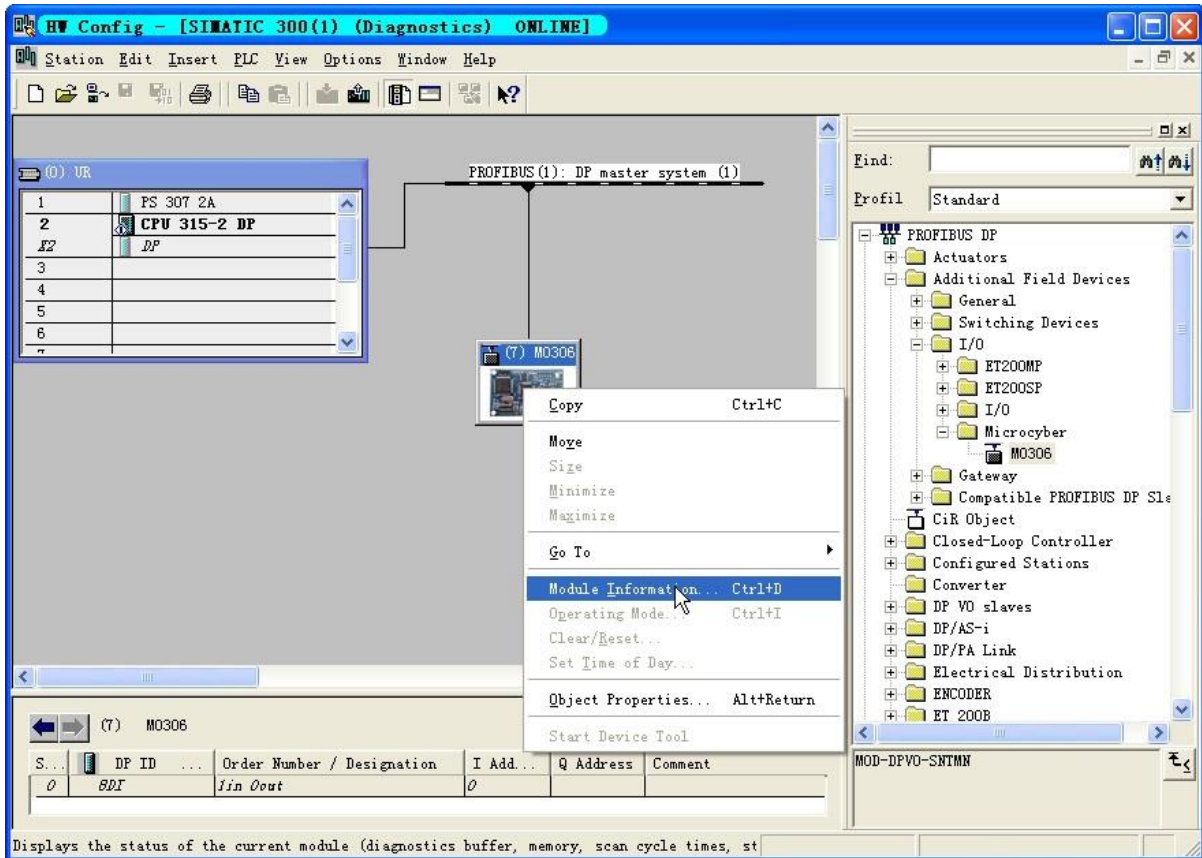 HW Config - [SIMATIC 300(1) (Diagnostics) ONLINE]
Station Edit Insert PLC View Options Window Help
(0) UR
1 PS 307 2A
2 CPU 315-2 DP
X2 DP
3
4
5
6
7
PROFIBUS(1): DP master system (1)
(7) M0306
Copy Ctrl+C
Move
Size
Minimize
Maximize
Go To
Module Information... Ctrl+D
Operating Mode... Ctrl+I
Clear/Reset...
Set Time of Day...
Object Properties... Alt+Return
Start Device Tool
Find:
Profil Standard
PROFIBUS DP
Actuators
Additional Field Devices
General
Switching Devices
I/O
ET200MP
ET200SP
I/O
Microcyber
M0306
Gateway
Compatible PROFIBUS DP Sla
CiR Object
Closed-Loop Controller
Configured Stations
Converter
DP V0 slaves
DP/AS-i
DP/PA Link
Electrical Distribution
ENCODER
ET 200B
MOD-DPV0-SNTMN
(7) M0306
S... DP ID ... Order Number / Designation I Add... Q Address Comment
0 8DI 1in 0out 0
Displays the status of the current module (diagnostics buffer, memory, scan cycle times, st